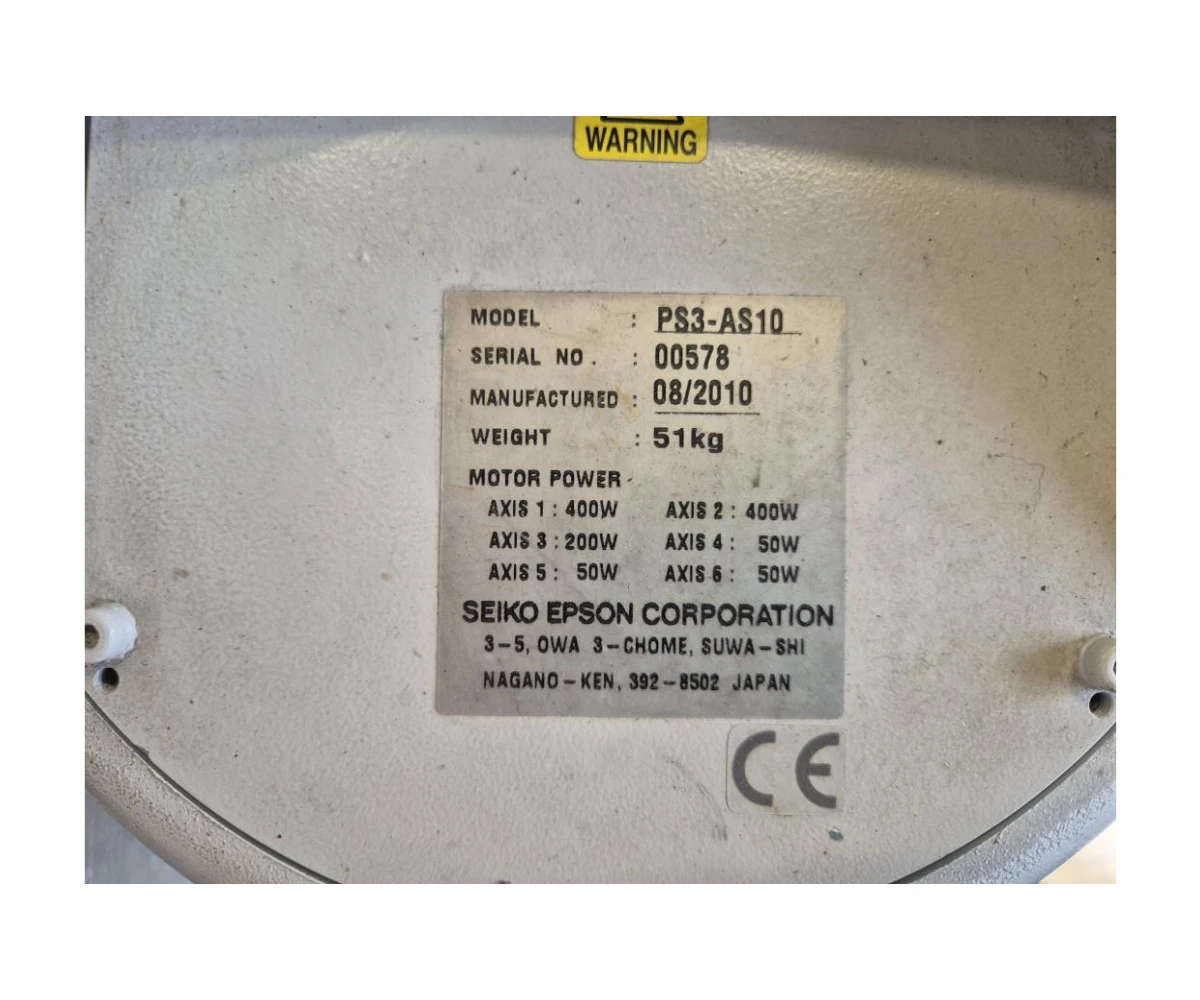 WARNING
MODEL : PS3-AS10
SERIAL NO. : 00578
MANUFACTURED : 08/2010
WEIGHT : 51kg
MOTOR POWER
AXIS 1 : 400W AXIS 2 : 400W
AXIS 3 : 200W AXIS 4 : 50W
AXIS 5 : 50W AXIS 6 : 50W
SEIKO EPSON CORPORATION
3-5, OWA 3-CHOME, SUWA-SHI
NAGANO-KEN, 392-8502 JAPAN
CE